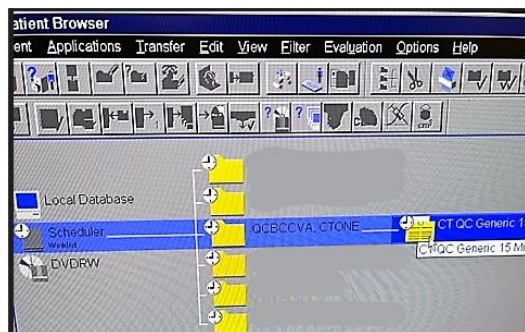 atient Browser
ent Applications Transfer Edit View Filter Evaluation Options Help
cm²
Local Database
Scheduler QCBCCVA, CTONE CT QC Generic 1
Worklist
CT QC Generic 15 M
DVDRW